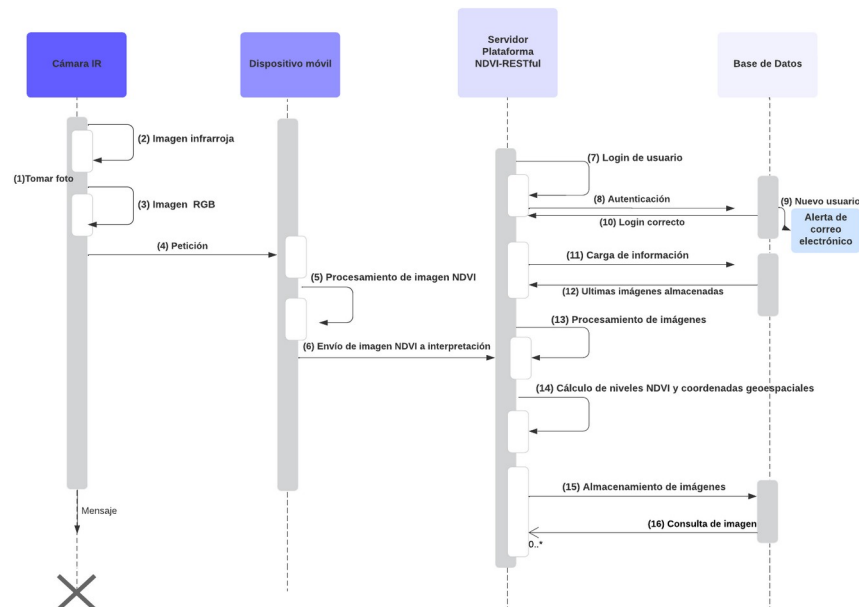 Cámara IR
Dispositivo móvil
Servidor
Plataforma
NDVI-RESTful
Base de Datos
(1)Tomar foto
(2) Imagen infrarroja
(3) Imagen RGB
(4) Petición
(5) Procesamiento de imagen NDVI
(6) Envío de imagen NDVI a interpretación
(7) Login de usuario
(8) Autenticación
(9) Nuevo usuario
Alerta de
correo
electrónico
(10) Login correcto
(11) Carga de información
(12) Ultimas imágenes almacenadas
(13) Procesamiento de imágenes
(14) Cálculo de niveles NDVI y coordenadas geoespaciales
(15) Almacenamiento de imágenes
(16) Consulta de imagen
0..*
Mensaje